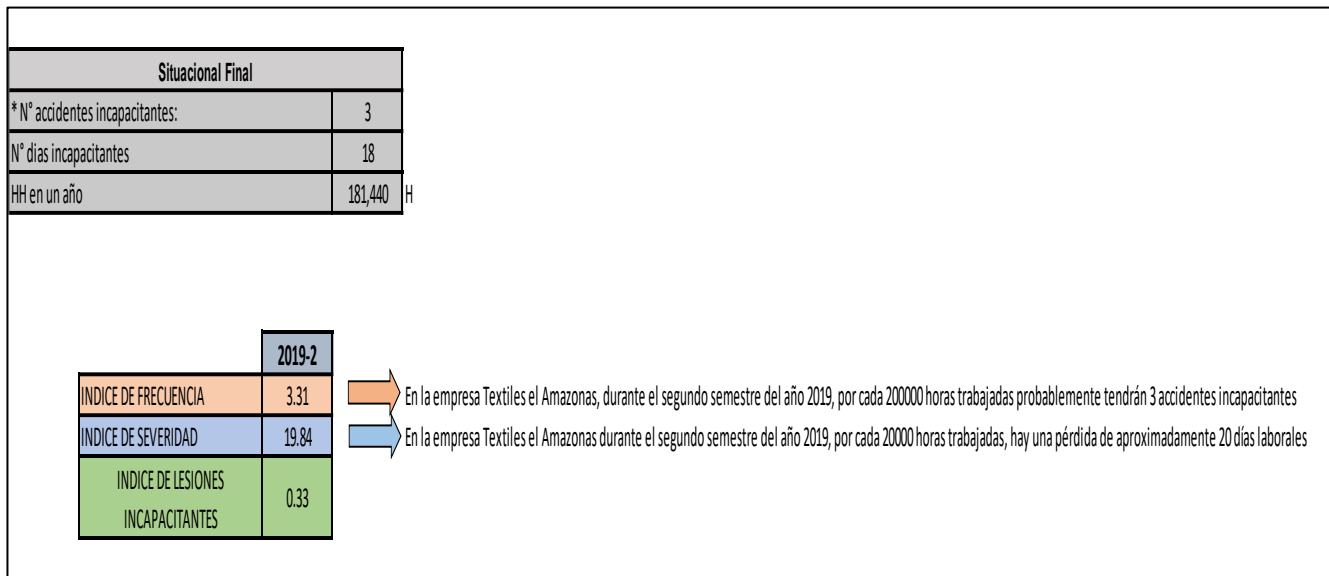 Situacional Final
* N° accidentes incapacitantes: 3
N° dias incapacitantes 18
HH en un año 181,440 H
2019-2
INDICE DE FRECUENCIA 3.31 En la empresa Textiles el Amazonas, durante el segundo semestre del año 2019, por cada 200000 horas trabajadas probablemente tendrán 3 accidentes incapacitantes
INDICE DE SEVERIDAD 19.84 En la empresa Textiles el Amazonas durante el segundo semestre del año 2019, por cada 20000 horas trabajadas, hay una pérdida de aproximadamente 20 días laborales
INDICE DE LESIONES
INCAPACITANTES 0.33